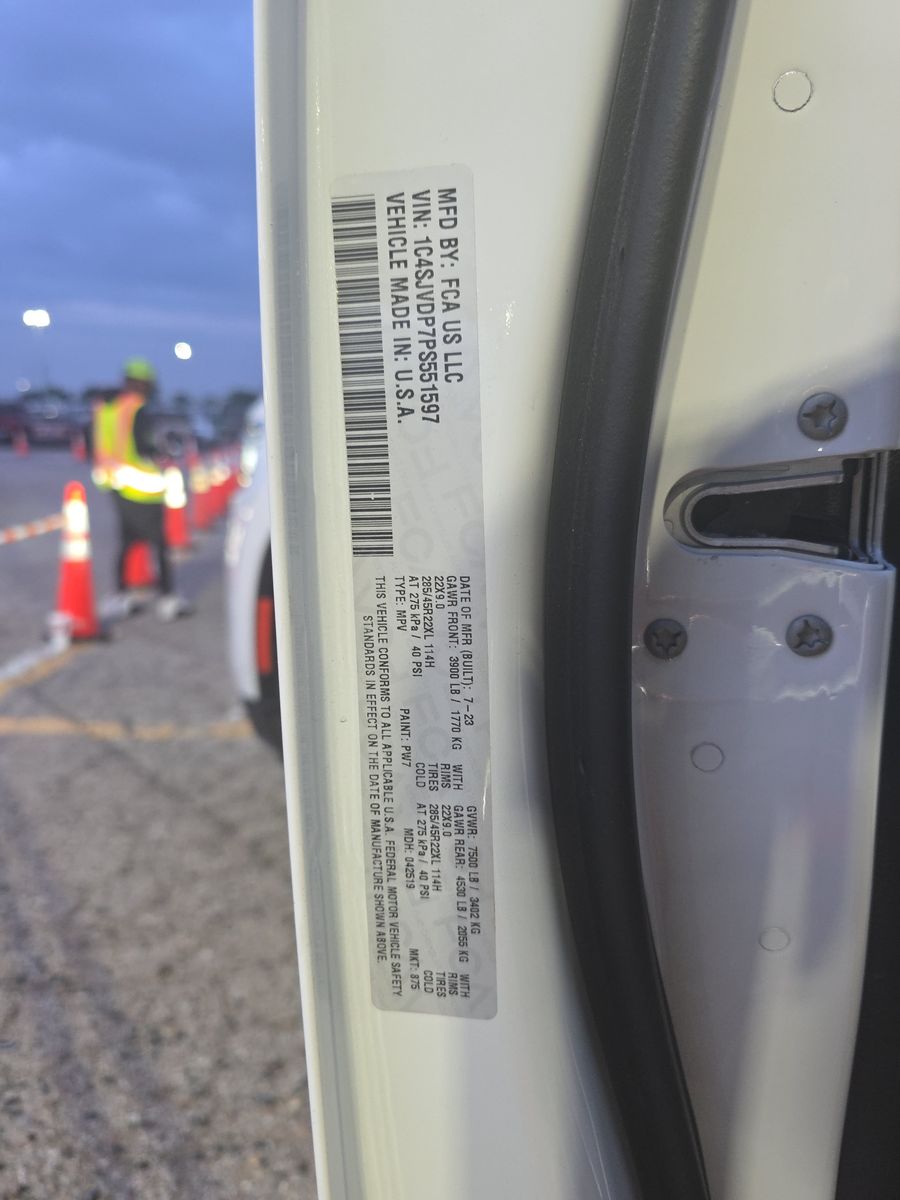 MFD BY: FCA US LLC
VIN: 1C4SJVDP7PS551597
VEHICLE MADE IN: U.S.A.
DATE OF MFR (BUILT): 7-23 GVWR: 7500 LB / 3402 KG
GAWR FRONT: 3900 LB / 1770 KG WITH GAWR REAR: 4530 LB / 2055 KG WITH
22X9.0 RIMS 22X9.0 RIMS
285/45R22XL 114H TIRES 285/45R22XL 114H TIRES
AT 275 kPa / 40 PSI COLD AT 275 kPa / 40 PSI COLD
TYPE: MPV PAINT: PW7 MDH: 042519 MKT: 875
THIS VEHICLE CONFORMS TO ALL APPLICABLE U.S.A. FEDERAL MOTOR VEHICLE SAFETY
STANDARDS IN EFFECT ON THE DATE OF MANUFACTURE SHOWN ABOVE.